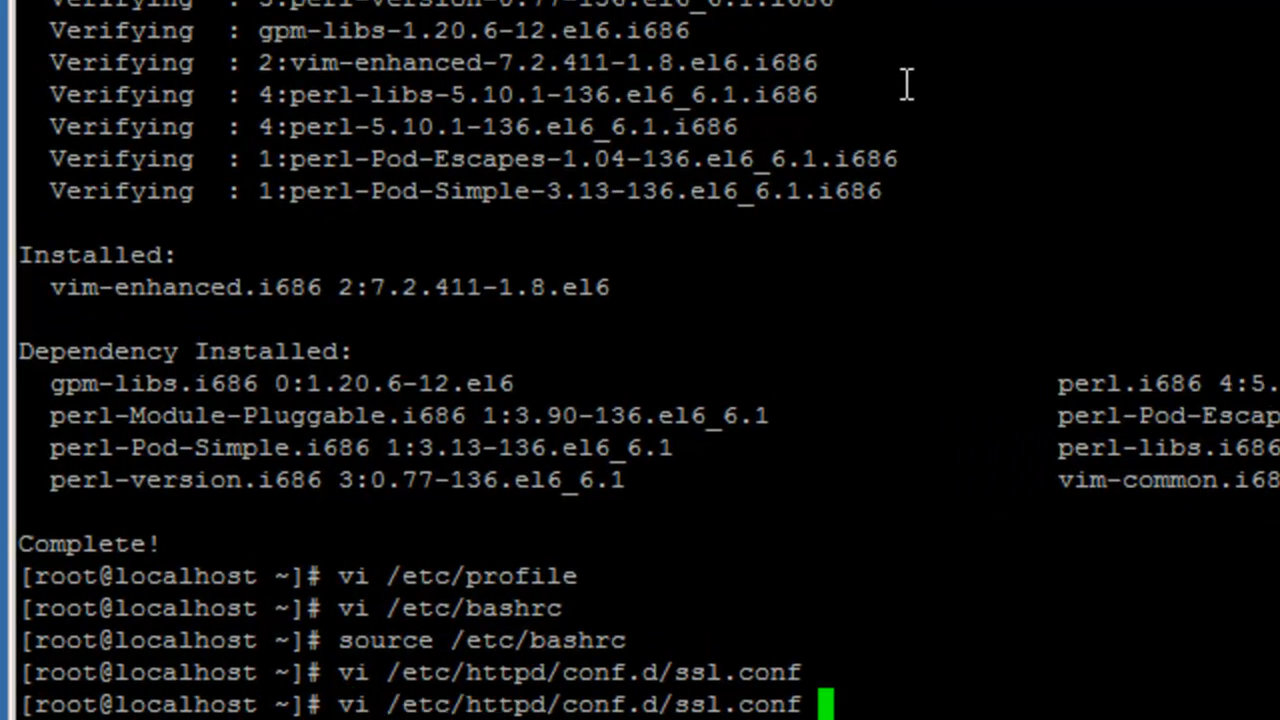 Verifying : 3:perl-version-0.77-136.el6_6.1.i686
Verifying : gpm-libs-1.20.6-12.el6.i686
Verifying : 2:vim-enhanced-7.2.411-1.8.el6.i686
Verifying : 4:perl-libs-5.10.1-136.el6_6.1.i686
Verifying : 4:perl-5.10.1-136.el6_6.1.i686
Verifying : 1:perl-Pod-Escapes-1.04-136.el6_6.1.i686
Verifying : 1:perl-Pod-Simple-3.13-136.el6_6.1.i686
Installed:
vim-enhanced.i686 2:7.2.411-1.8.el6
Dependency Installed:
gpm-libs.i686 0:1.20.6-12.el6 perl.i686 4:5.
perl-Module-Pluggable.i686 1:3.90-136.el6_6.1 perl-Pod-Escap
perl-Pod-Simple.i686 1:3.13-136.el6_6.1 perl-libs.i686
perl-version.i686 3:0.77-136.el6_6.1 vim-common.i68
Complete!
[root@localhost ~]# vi /etc/profile
[root@localhost ~]# vi /etc/bashrc
[root@localhost ~]# source /etc/bashrc
[root@localhost ~]# vi /etc/httpd/conf.d/ssl.conf
[root@localhost ~]# vi /etc/httpd/conf.d/ssl.conf